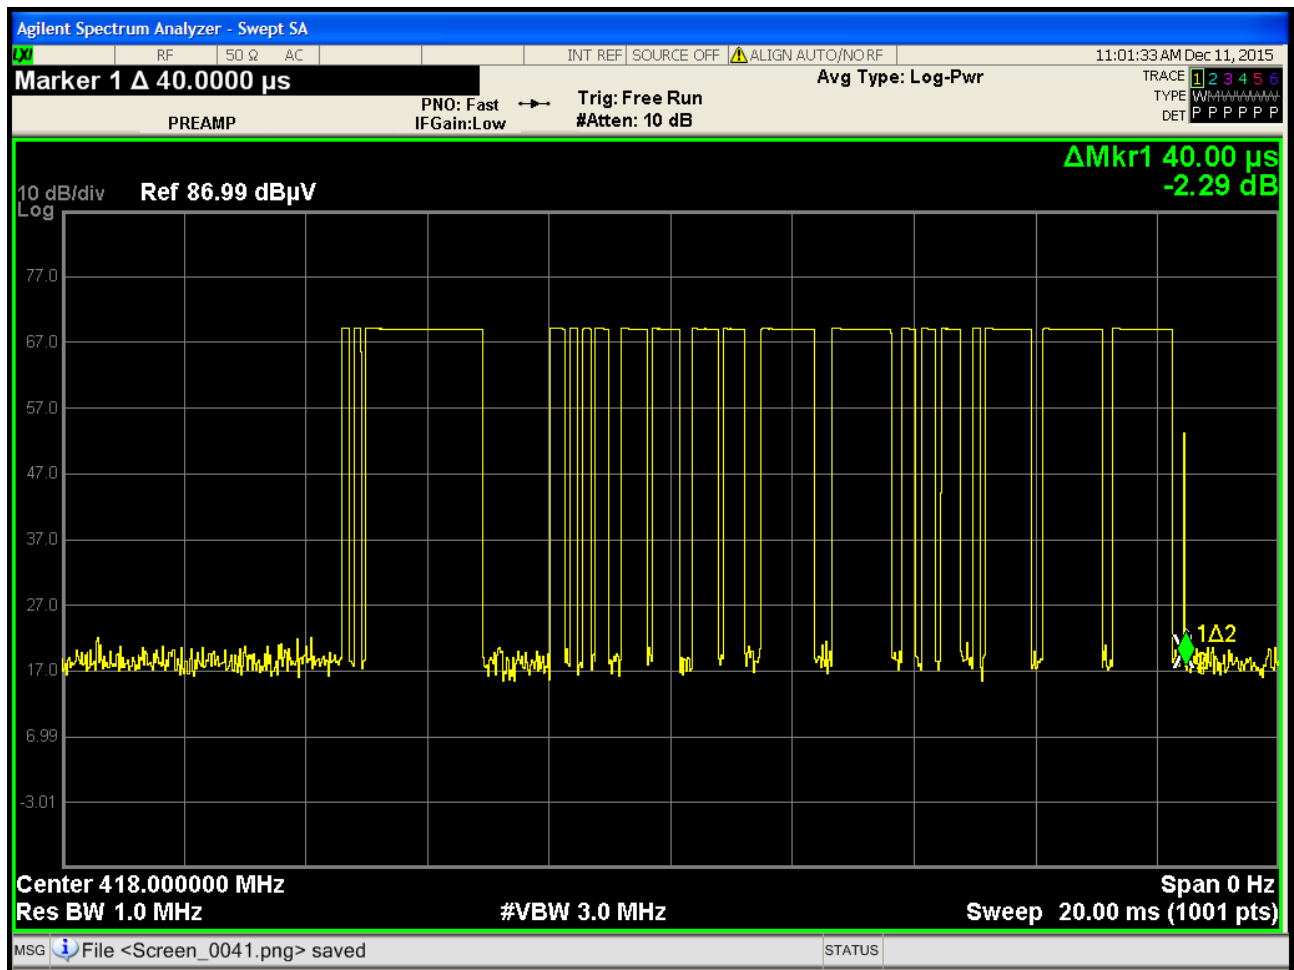 Agilent Spectrum Analyzer - Swept SA
LXI RF 50 Ω AC INT REF SOURCE OFF ALIGN AUTO/NO RF 11:01:33 AM Dec 11, 2015
Marker 1 Δ 40.0000 µs
PREAMP
PNO: Fast
IFGain:Low
Trig: Free Run
#Atten: 10 dB
Avg Type: Log-Pwr
TRACE 1 2 3 4 5 6
TYPE WMWWWWW
DET P P P P P P
ΔMkr1 40.00 µs
-2.29 dB
10 dB/div Ref 86.99 dBµV
Log
77.0
67.0
57.0
47.0
37.0
27.0
17.0
6.99
-3.01
1Δ2
Center 418.000000 MHz Span 0 Hz
Res BW 1.0 MHz #VBW 3.0 MHz Sweep 20.00 ms (1001 pts)
MSG File <Screen_0041.png> saved STATUS